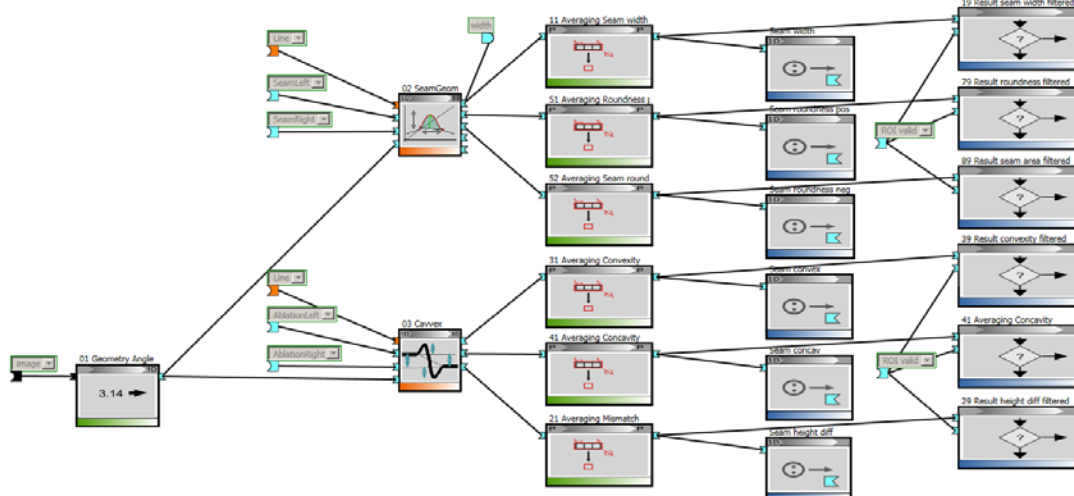 19 Result seam width filtered
width
11 Averaging Seam width
Line
Seam width
SeamLeft
02 SeamGeom
79 Result roundness filtered
SeamRight
51 Averaging Roundness p
Seam roundness pos
ROI valid
52 Averaging Seam round
89 Result seam area filtered
Seam roundness neg
39 Result convexity filtered
31 Averaging Convexity
Line
Seam convex
AblationLeft
03 Cavvex
41 Averaging Concavity
41 Averaging Concavity
AblationRight
Seam concav
ROI valid
image
01 Geometry Angle
3.14
29 Result height diff filtered
21 Averaging Mismatch
Seam height diff